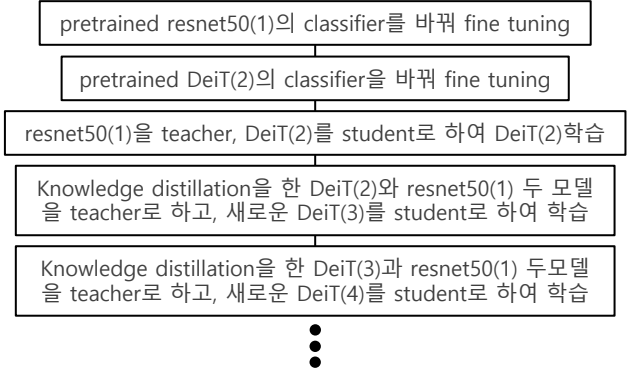 pretrained resnet50(1)의 classifier를 바꿔 fine tuning
pretrained DeiT(2)의 classifier을 바꿔 fine tuning
resnet50(1)을 teacher, DeiT(2)를 student로 하여 DeiT(2)학습
Knowledge distillation을 한 DeiT(2)와 resnet50(1) 두 모델
을 teacher로 하고, 새로운 DeiT(3)를 student로 하여 학습
Knowledge distillation을 한 DeiT(3)과 resnet50(1) 두모델
을 teacher로 하고, 새로운 DeiT(4)를 student로 하여 학습